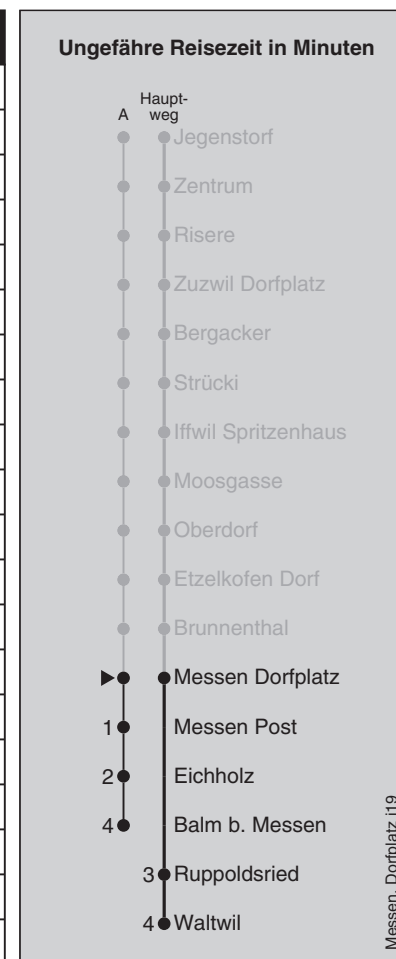 Ungefähre Reisezeit in Minuten
A
Haupt-
weg
Jegenstorf
Zentrum
Risere
Zuzwil Dorfplatz
Bergacker
Strücki
Iffwil Spritzenhaus
Moosgasse
Oberdorf
Etzelkofen Dorf
Brunnenthal
Messen Dorfplatz
1 Messen Post
2 Eichholz
4 Balm b. Messen
3 Ruppoldsried
4 Waltwil
Messen, Dorfplatz j19